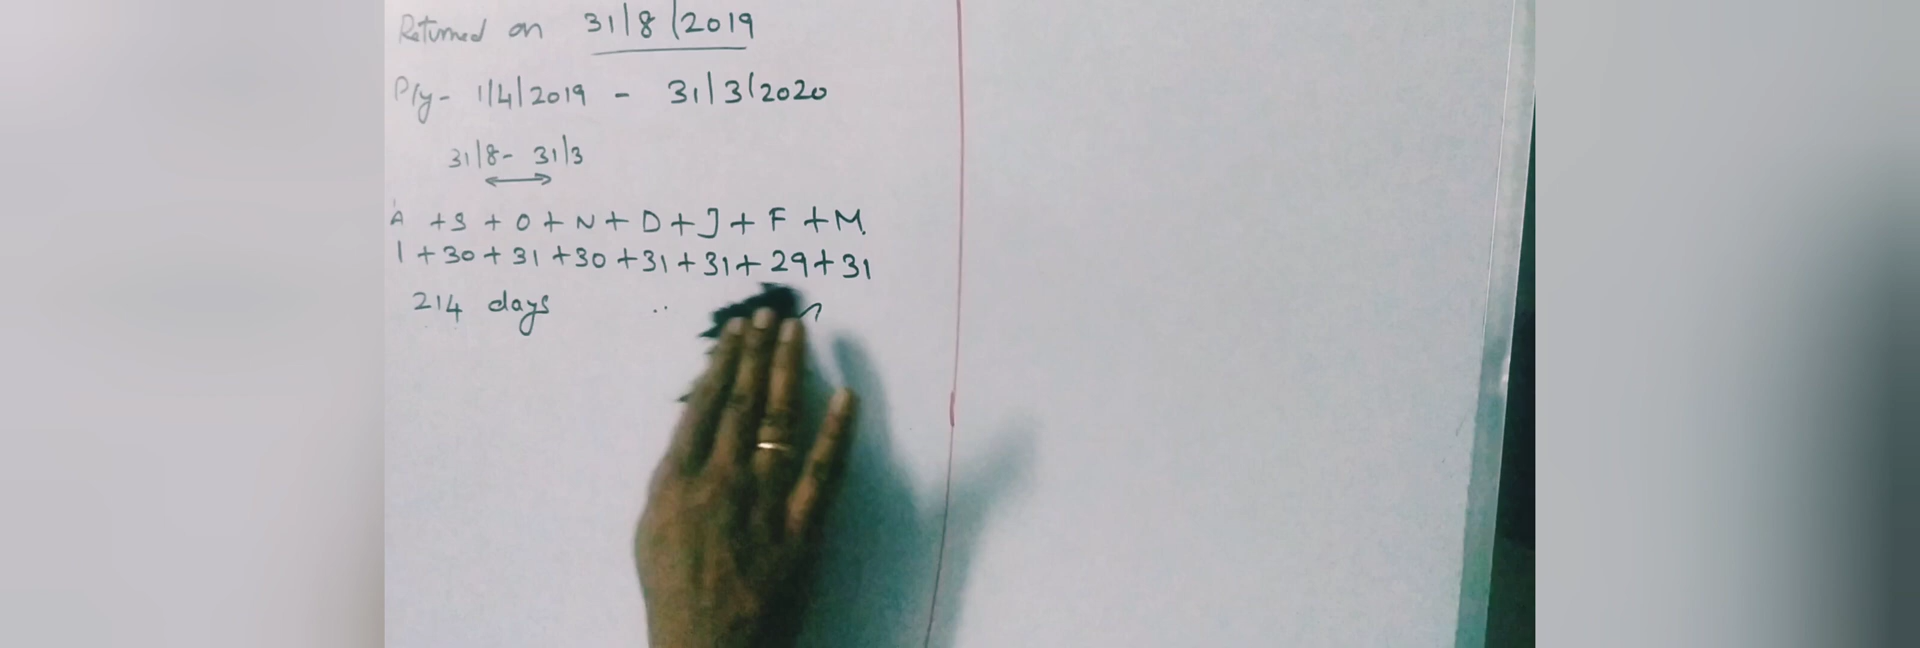 Returned on 31/8/2019
P/y- 1/4/2019 - 31/3/2020
31/8- 31/3
A + S + O + N + D + J + F + M
1 + 30 + 31 + 30 + 31 + 31 + 29 + 31
214 days